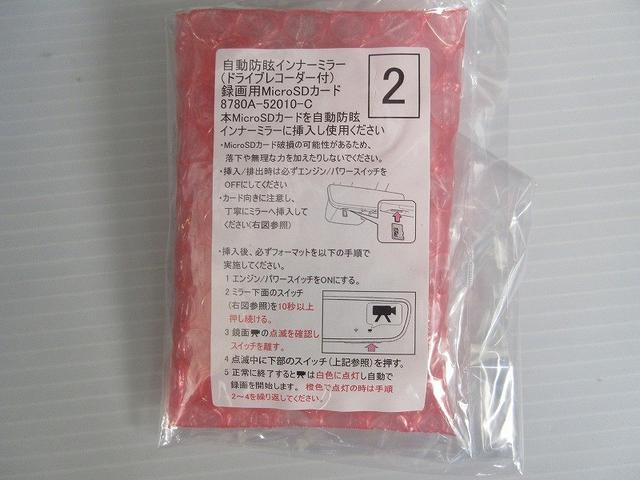 自動防眩インナーミラー
(ドライブレコーダー付)
録画用MicroSDカード
8780A-52010-C
2
本MicroSDカードを自動防眩
インナーミラーに挿入し使用ください
・MicroSDカード破損の可能性があるため、
落下や無理な力を加えたりしないでください。
・挿入/排出時は必ずエンジン/パワースイッチを
OFFにしてください
・カード向きに注意し、
丁寧にミラーへ挿入して
ください(右図参照)
・挿入後、必ずフォーマットを以下の手順で
実施してください。
1 エンジン/パワースイッチをONにする。
2 ミラー下面のスイッチ
(右図参照)を10秒以上
押し続ける。
3 鏡面の点滅を確認し
スイッチを離す。
4 点滅中に下部のスイッチ(上記参照)を押す。
5 正常に終了するとは白色に点灯し自動で
録画を開始します。橙色で点灯の時は手順
2～4を繰り返してください。